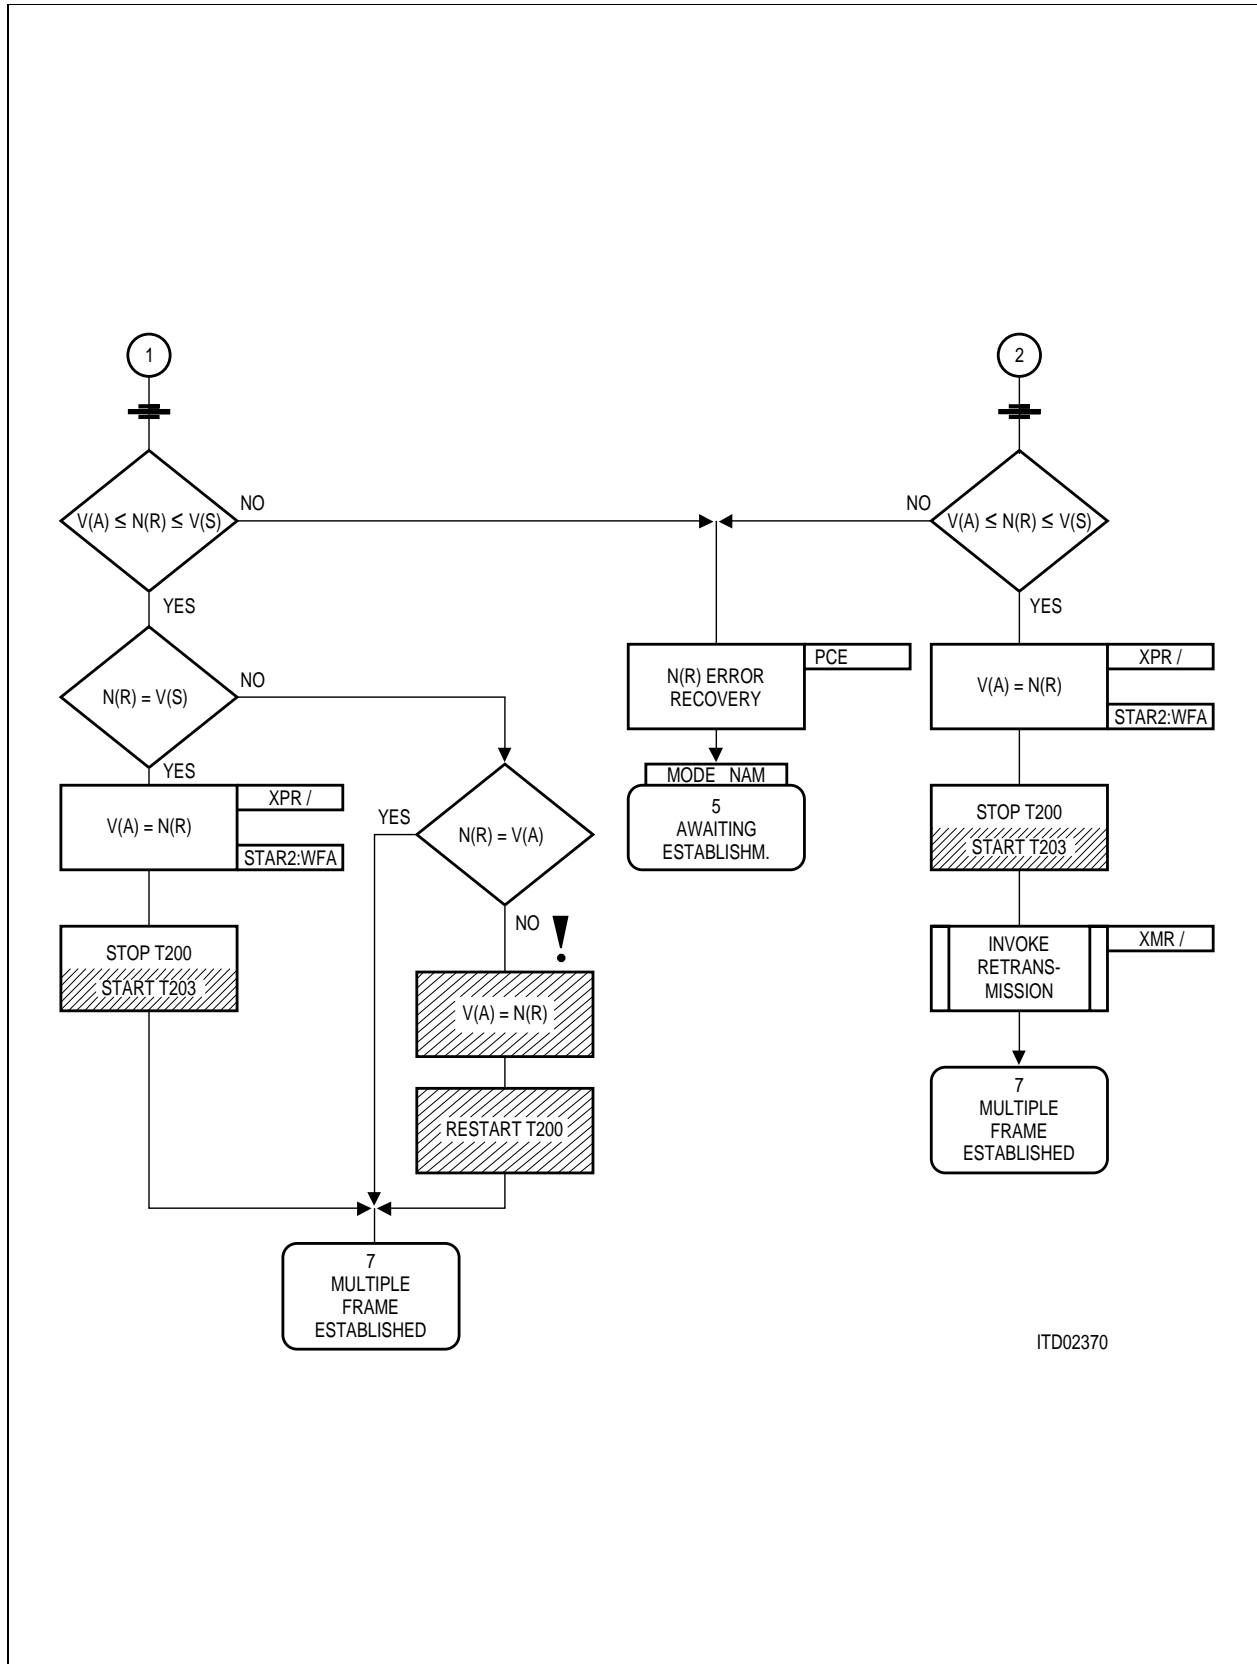 1
2
V(A) ≤ N(R) ≤ V(S)
NO
NO
V(A) ≤ N(R) ≤ V(S)
YES
YES
N(R) = V(S)
NO
N(R) ERROR
RECOVERY
PCE
V(A) = N(R)
XPR /
STAR2:WFA
YES
V(A) = N(R)
XPR /
STAR2:WFA
YES
N(R) = V(A)
MODE NAM
5
AWAITING
ESTABLISHM.
STOP T200
START T203
NO
!
STOP T200
START T203
INVOKE
RETRANS-
MISSION
XMR /
V(A) = N(R)
RESTART T200
7
MULTIPLE
FRAME
ESTABLISHED
7
MULTIPLE
FRAME
ESTABLISHED
ITD02370